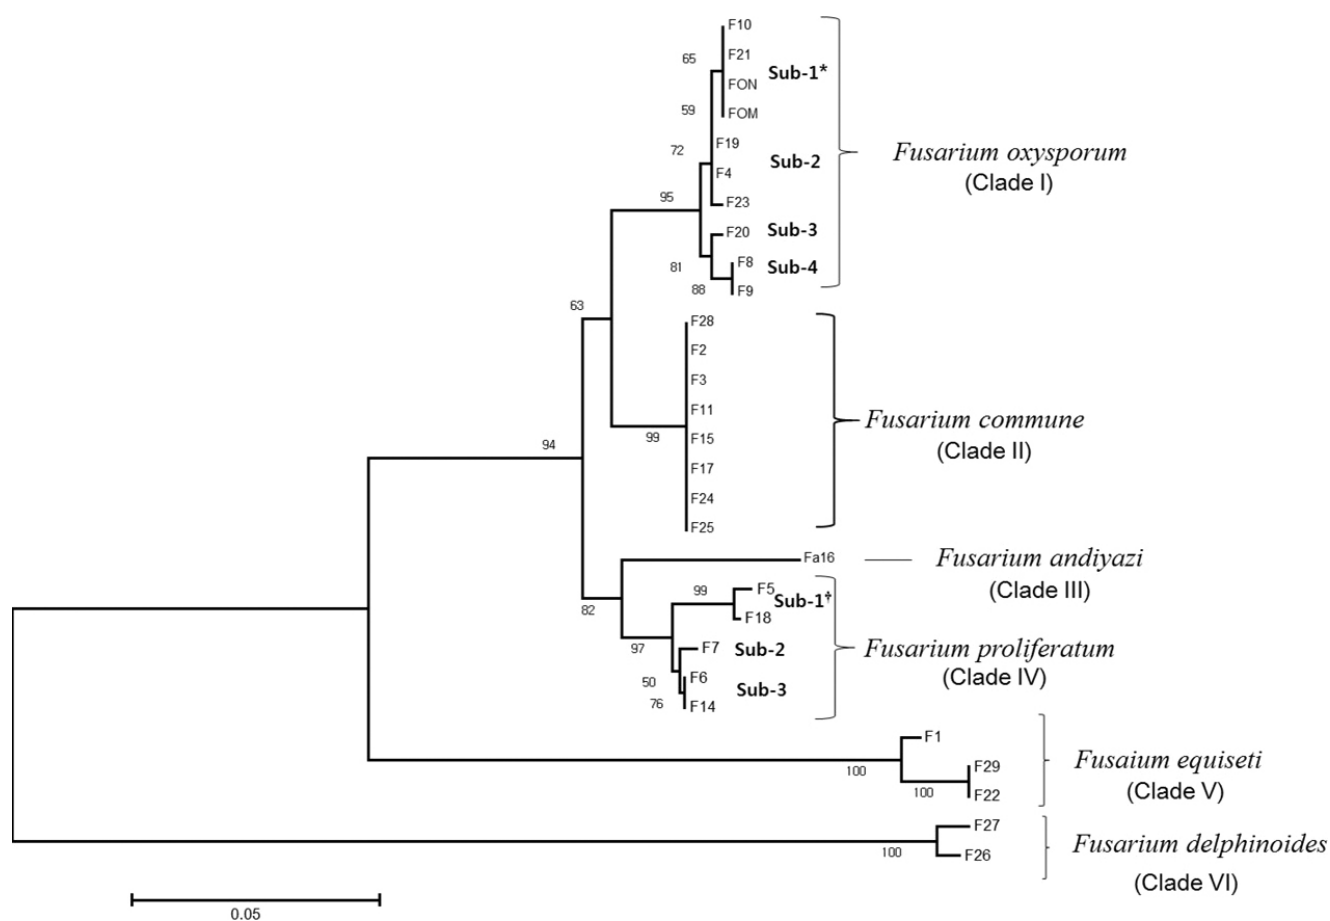 F10
F21
65
Sub-1*
FON
59
FOM
F19
72
Sub-2
F4
Fusarium oxysporum
(Clade I)
95
F23
F20
Sub-3
81
F8
Sub-4
88
F9
63
F28
F2
F3
F11
Fusarium commune
99
F15
(Clade II)
94
F17
F24
F25
Fa16
Fusarium andiyazi
(Clade III)
99
F5
Sub-1†
82
F18
97
F7
Sub-2
Fusarium proliferatum
(Clade IV)
50
F6
Sub-3
76
F14
F1
100
F29
Fusaium equiseti
100
F22
(Clade V)
F27
100
F26
Fusarium delphinoides
(Clade VI)
0.05